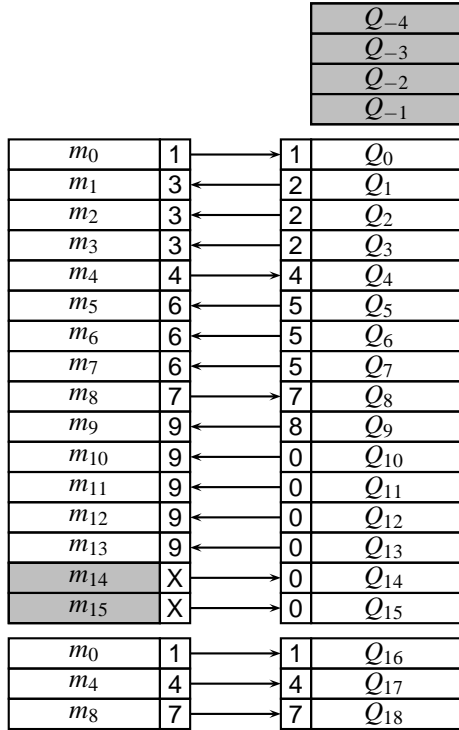 Q₋₄
Q₋₃
Q₋₂
Q₋₁
m₀ 1 1 Q₀
m₁ 3 2 Q₁
m₂ 3 2 Q₂
m₃ 3 2 Q₃
m₄ 4 4 Q₄
m₅ 6 5 Q₅
m₆ 6 5 Q₆
m₇ 6 5 Q₇
m₈ 7 7 Q₈
m₉ 9 8 Q₉
m₁₀ 9 0 Q₁₀
m₁₁ 9 0 Q₁₁
m₁₂ 9 0 Q₁₂
m₁₃ 9 0 Q₁₃
m₁₄ X 0 Q₁₄
m₁₅ X 0 Q₁₅
m₀ 1 1 Q₁₆
m₄ 4 4 Q₁₇
m₈ 7 7 Q₁₈